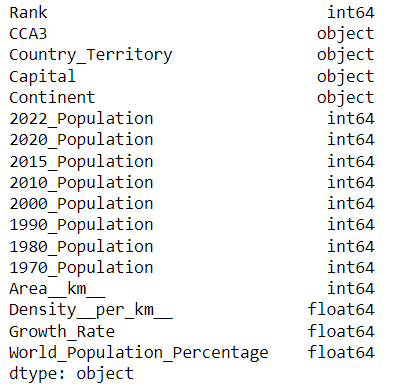 Rank int64
CCA3 object
Country_Territory object
Capital object
Continent object
2022_Population int64
2020_Population int64
2015_Population int64
2010_Population int64
2000_Population int64
1990_Population int64
1980_Population int64
1970_Population int64
Area__km__ int64
Density__per_km__ float64
Growth_Rate float64
World_Population_Percentage float64
dtype: object